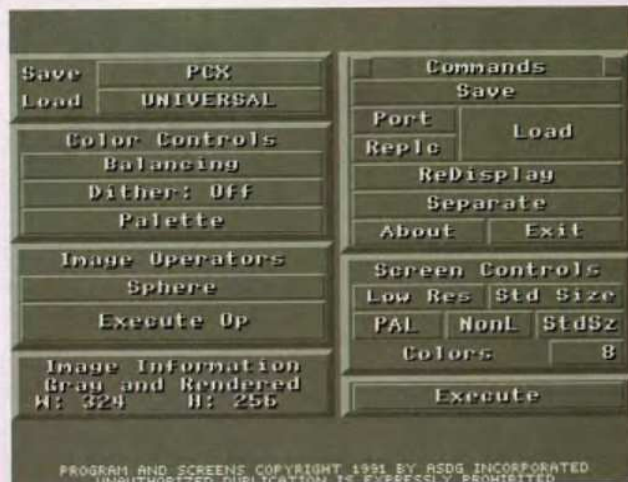 Save PCX
Load UNIVERSAL
Color Controls
Balancing
Dither: Off
Palette
Image Operators
Sphere
Execute Op
Image Information
Gray and Rendered
W: 324 H: 256
Commands
Save
Port
Replc
Load
ReDisplay
Separate
About Exit
Screen Controls
Low Res Std Size
PAL NonL StdSz
Colors 8
Execute
PROGRAM AND SCREENS COPYRIGHT 1991 BY ASDG INCORPORATED
UNAUTHORIZED DUPLICATION IS EXPRESSLY PROHIBITED